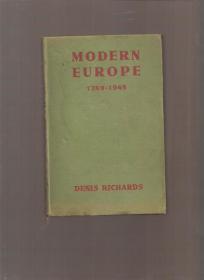 MODERN
EUROPE
1789-1945
DENIS RICHARDS